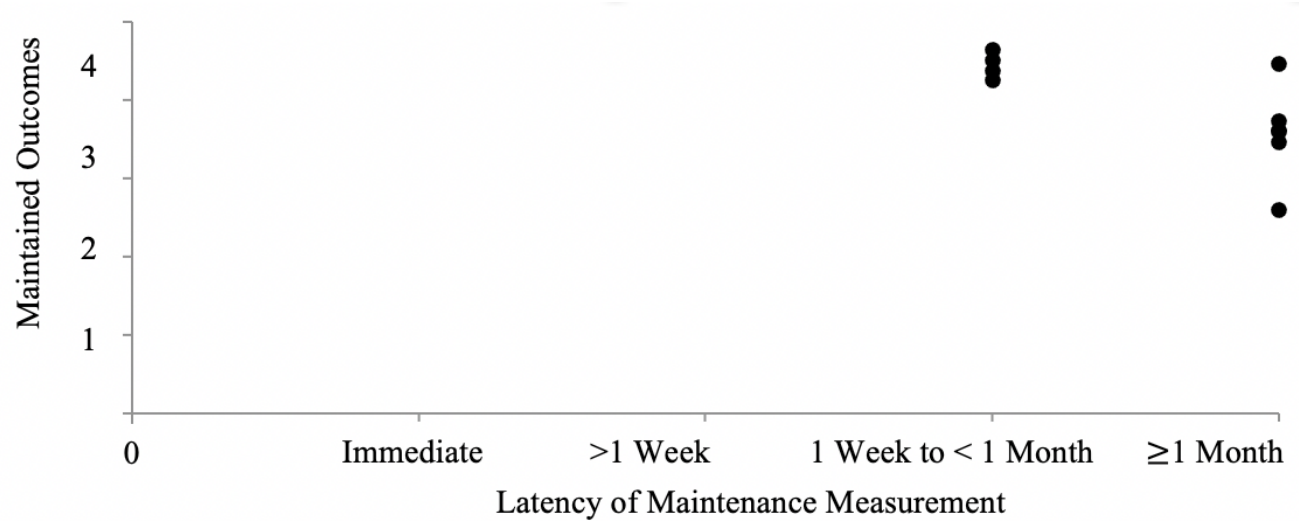 Maintained Outcomes
4
3
2
1
0 Immediate >1 Week 1 Week to < 1 Month ≥1 Month
Latency of Maintenance Measurement